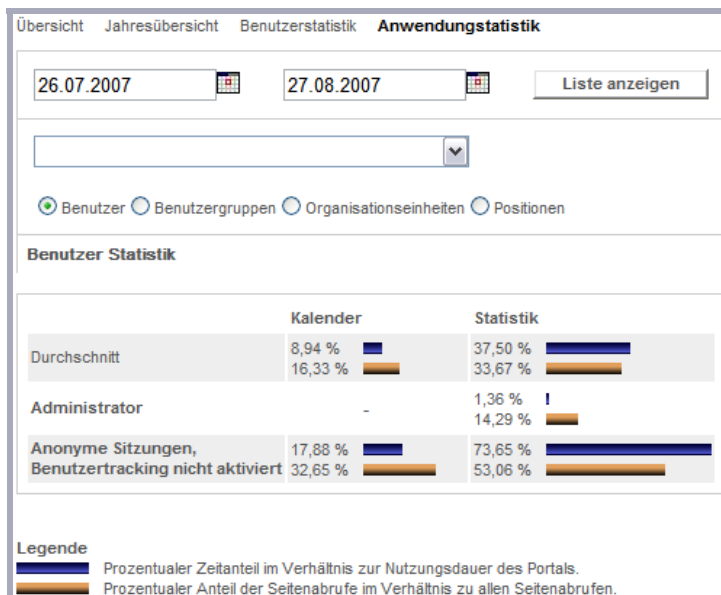 Übersicht Jahresübersicht Benutzerstatistik Anwendungstatistik
26.07.2007 27.08.2007 Liste anzeigen
Benutzer Benutzergruppen Organisationseinheiten Positionen
Benutzer Statistik
Kalender Statistik
Durchschnitt 8,94 % 37,50 %
16,33 % 33,67 %
Administrator - 1,36 %
14,29 %
Anonyme Sitzungen, 17,88 % 73,65 %
Benutzertracking nicht aktiviert 32,65 % 53,06 %
Legende
Prozentualer Zeitanteil im Verhältnis zur Nutzungsdauer des Portals.
Prozentualer Anteil der Seitenabrufe im Verhältnis zu allen Seitenabrufen.